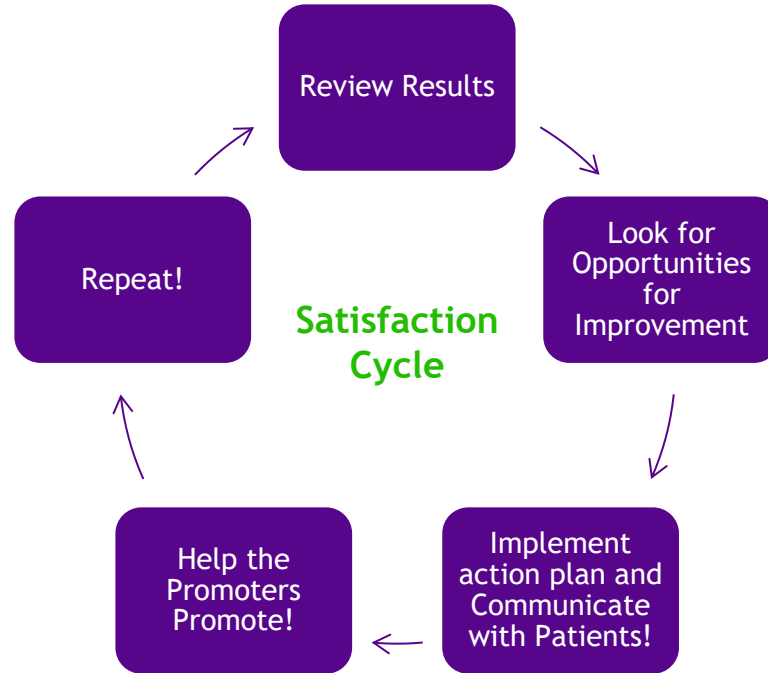 Review Results
Look for
Opportunities
for
Improvement
Implement
action plan and
Communicate
with Patients!
Help the
Promoters
Promote!
Repeat!
Satisfaction
Cycle